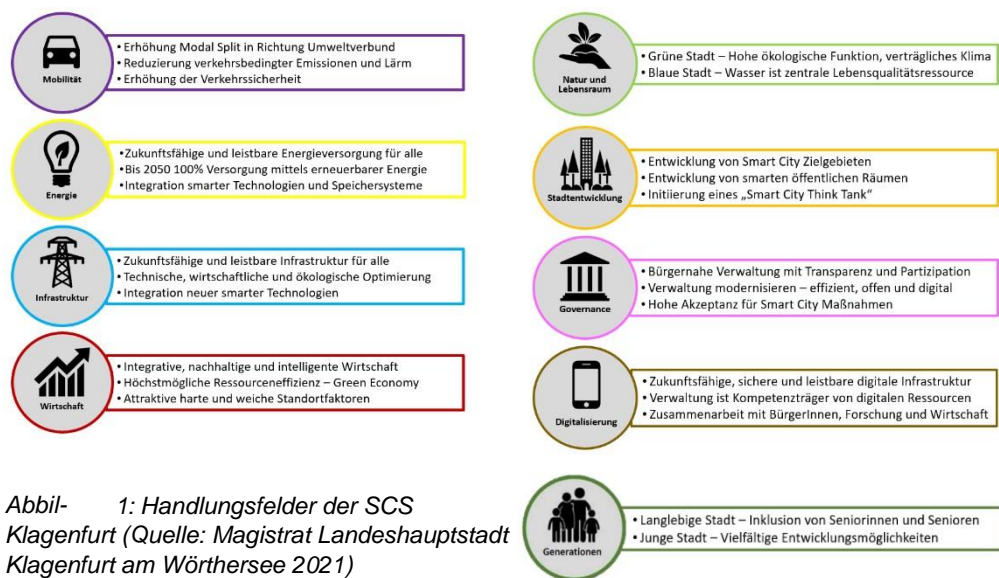 Mobilität
• Erhöhung Modal Split in Richtung Umweltverbund
• Reduzierung verkehrsbedingter Emissionen und Lärm
• Erhöhung der Verkehrssicherheit
Energie
• Zukunftsfähige und leistbare Energieversorgung für alle
• Bis 2050 100% Versorgung mittels erneuerbarer Energie
• Integration smarter Technologien und Speichersysteme
Infrastruktur
• Zukunftsfähige und leistbare Infrastruktur für alle
• Technische, wirtschaftliche und ökologische Optimierung
• Integration neuer smarter Technologien
Wirtschaft
• Integrative, nachhaltige und intelligente Wirtschaft
• Höchstmögliche Ressourceneffizienz – Green Economy
• Attraktive harte und weiche Standortfaktoren
Natur und
Lebensraum
• Grüne Stadt – Hohe ökologische Funktion, verträgliches Klima
• Blaue Stadt – Wasser ist zentrale Lebensqualitätsressource
Stadtentwicklung
• Entwicklung von Smart City Zielgebieten
• Entwicklung von smarten öffentlichen Räumen
• Initiierung eines „Smart City Think Tank“
Governance
• Bürgernahe Verwaltung mit Transparenz und Partizipation
• Verwaltung modernisieren – effizient, offen und digital
• Hohe Akzeptanz für Smart City Maßnahmen
Digitalisierung
• Zukunftsfähige, sichere und leistbare digitale Infrastruktur
• Verwaltung ist Kompetenzträger von digitalen Ressourcen
• Zusammenarbeit mit BürgerInnen, Forschung und Wirtschaft
Generationen
• Langlebige Stadt – Inklusion von Seniorinnen und Senioren
• Junge Stadt – Vielfältige Entwicklungsmöglichkeiten
Abbil- 1: Handlungsfelder der SCS
Klagenfurt (Quelle: Magistrat Landeshauptstadt
Klagenfurt am Wörthersee 2021)